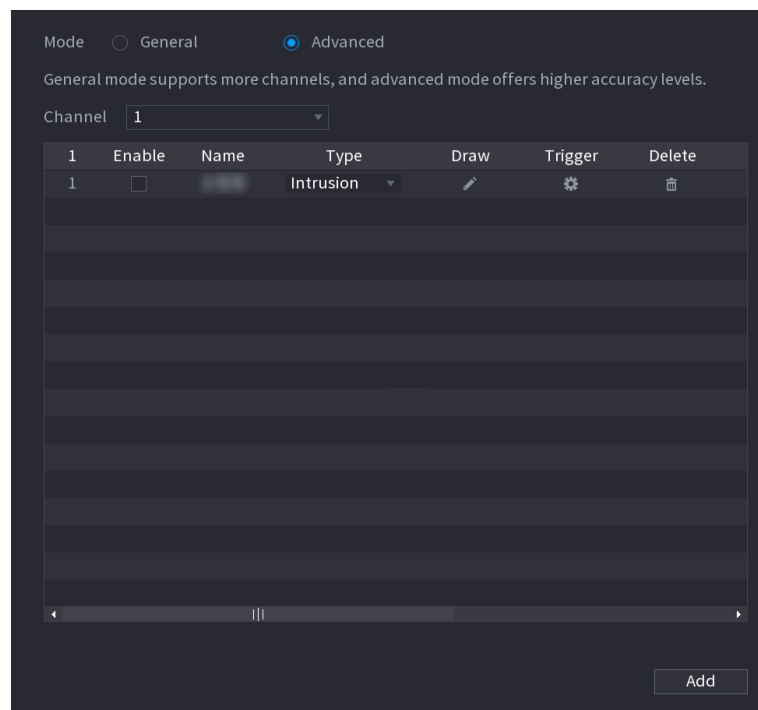 Mode General Advanced
General mode supports more channels, and advanced mode offers higher accuracy levels.
Channel 1
1 Enable Name Type Draw Trigger Delete
1 Intrusion
Add